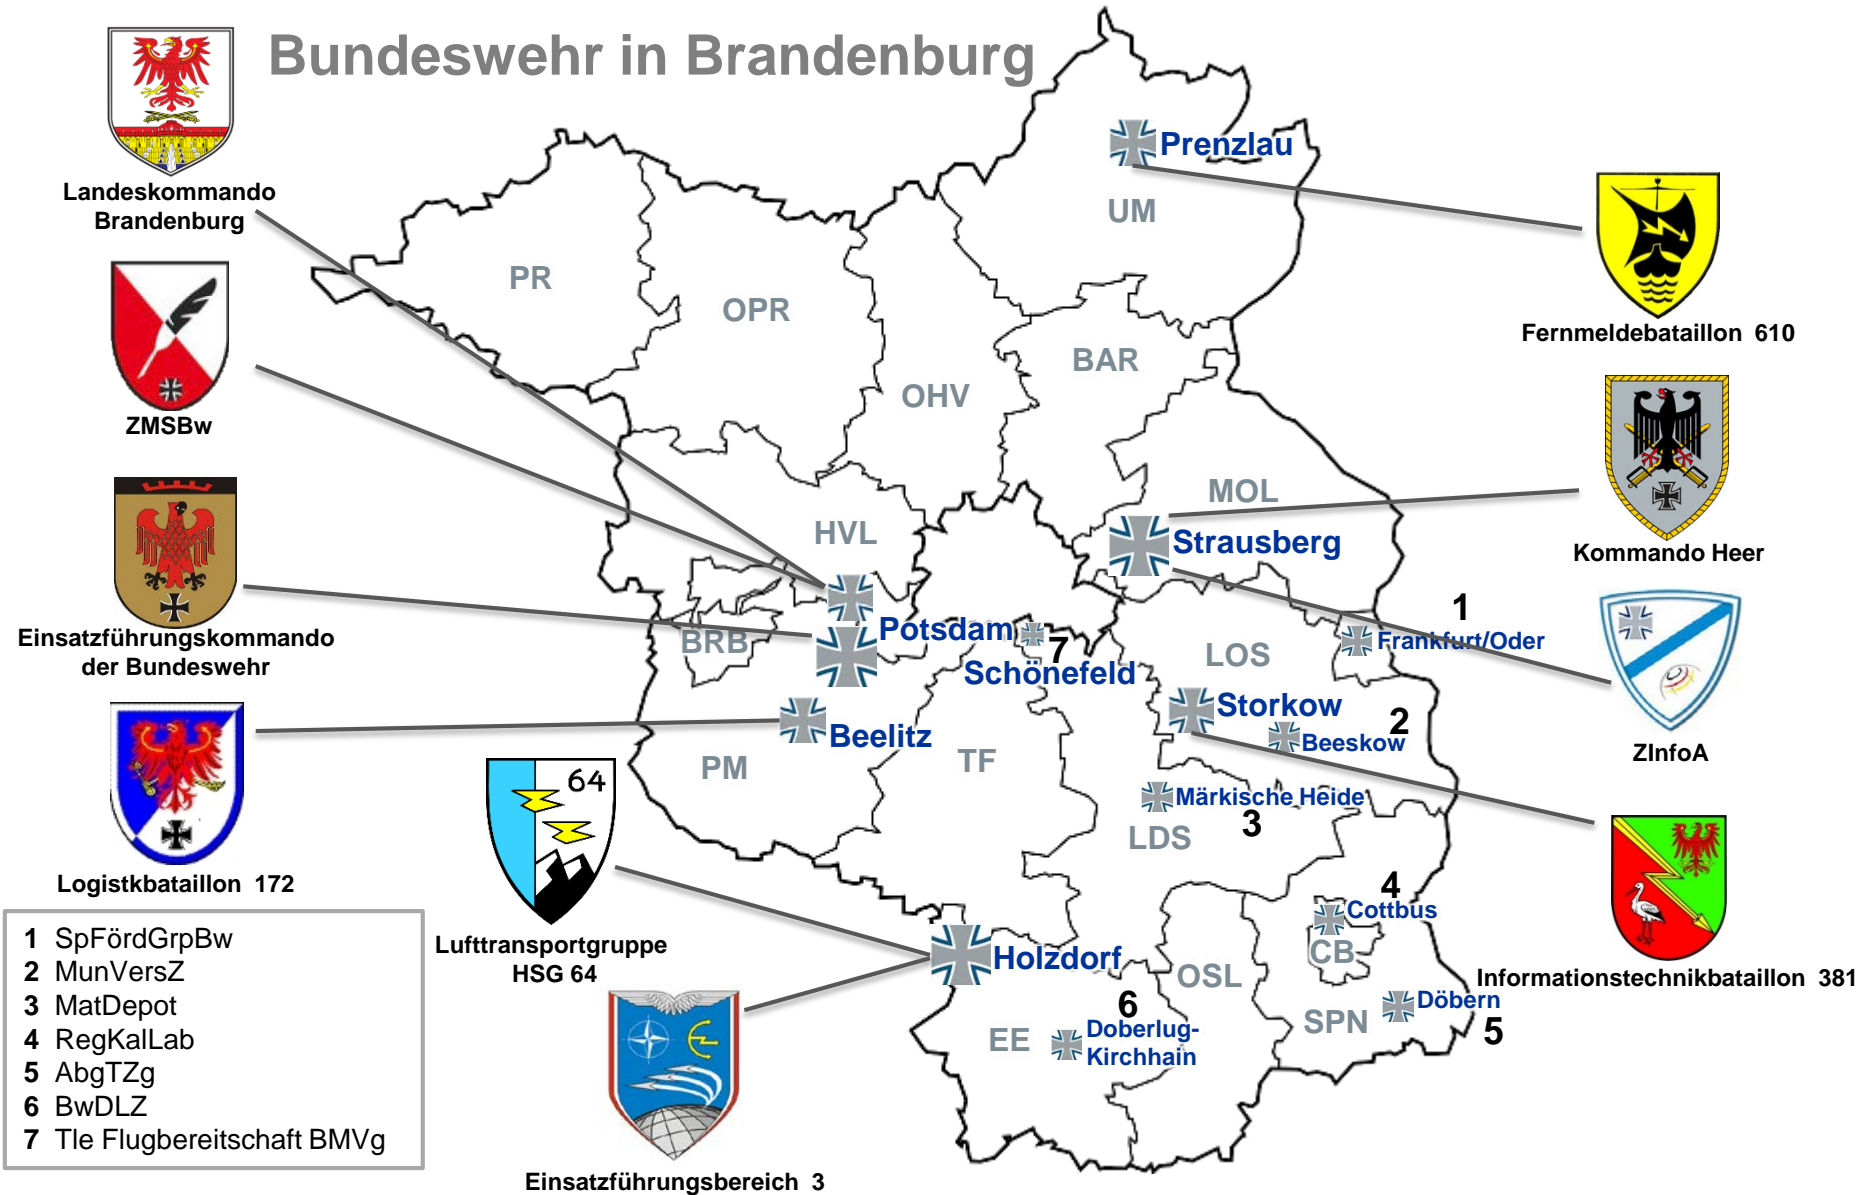 Bundeswehr in Brandenburg
Landeskommando
Brandenburg
ZMSBw
Einsatzführungskommando
der Bundeswehr
Logistkbataillon 172
1 SpFördGrpBw
2 MunVersZ
3 MatDepot
4 RegKalLab
5 AbgTZg
6 BwDLZ
7 Tle Flugbereitschaft BMVg
64
Lufttransportgruppe
HSG 64
Einsatzführungsbereich 3
Prenzlau
UM
PR
OPR
OHV
BAR
MOL
HVL
Strausberg
BRB
Potsdam
7
Schönefeld
LOS
1
Frankfurt/Oder
Storkow
2
Beeskow
Beelitz
PM
TF
Märkische Heide
3
LDS
4
Cottbus
CB
Holzdorf
OSL
6
Doberlug-
Kirchhain
EE
SPN
Döbern
5
Fernmeldebataillon 610
Kommando Heer
ZInfoA
Informationstechnikbataillon 381